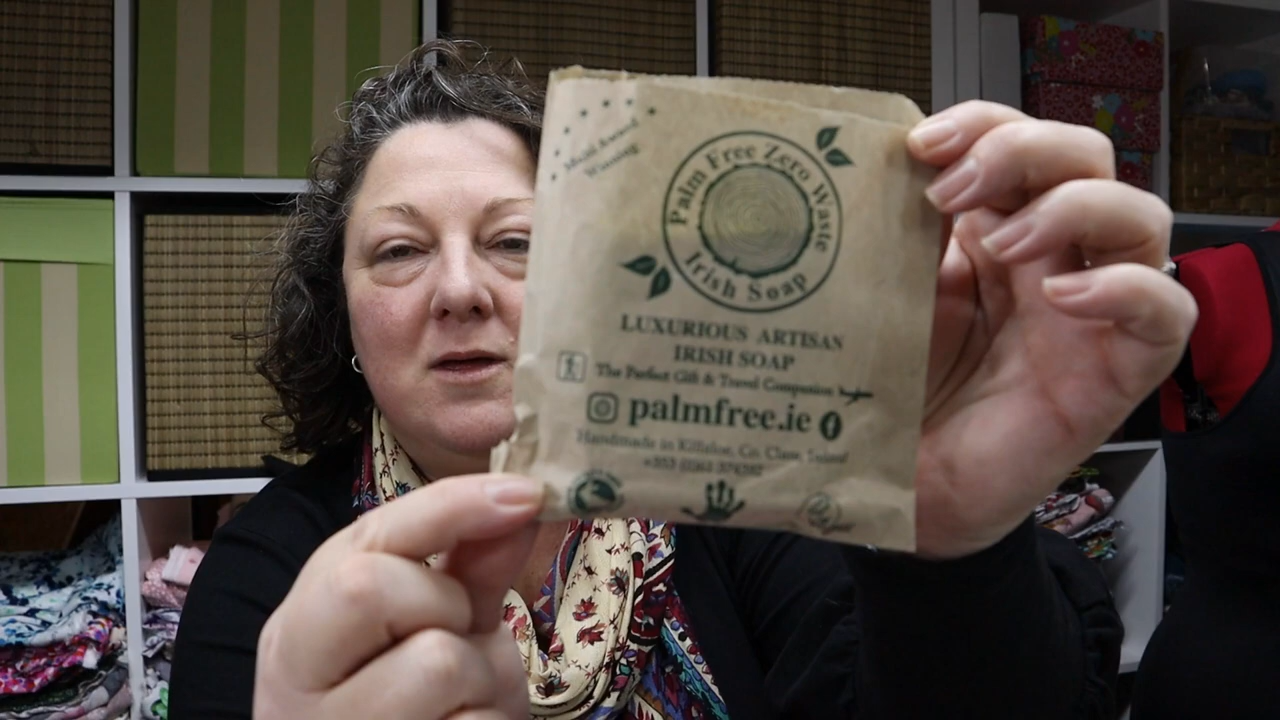 Multi Award
Winning
Palm Free Zero Waste
Irish Soap
LUXURIOUS ARTISAN
IRISH SOAP
The Perfect Gift & Travel Companion
palmfree.ie
Handmade in Killaloe, Co. Clare, Ireland